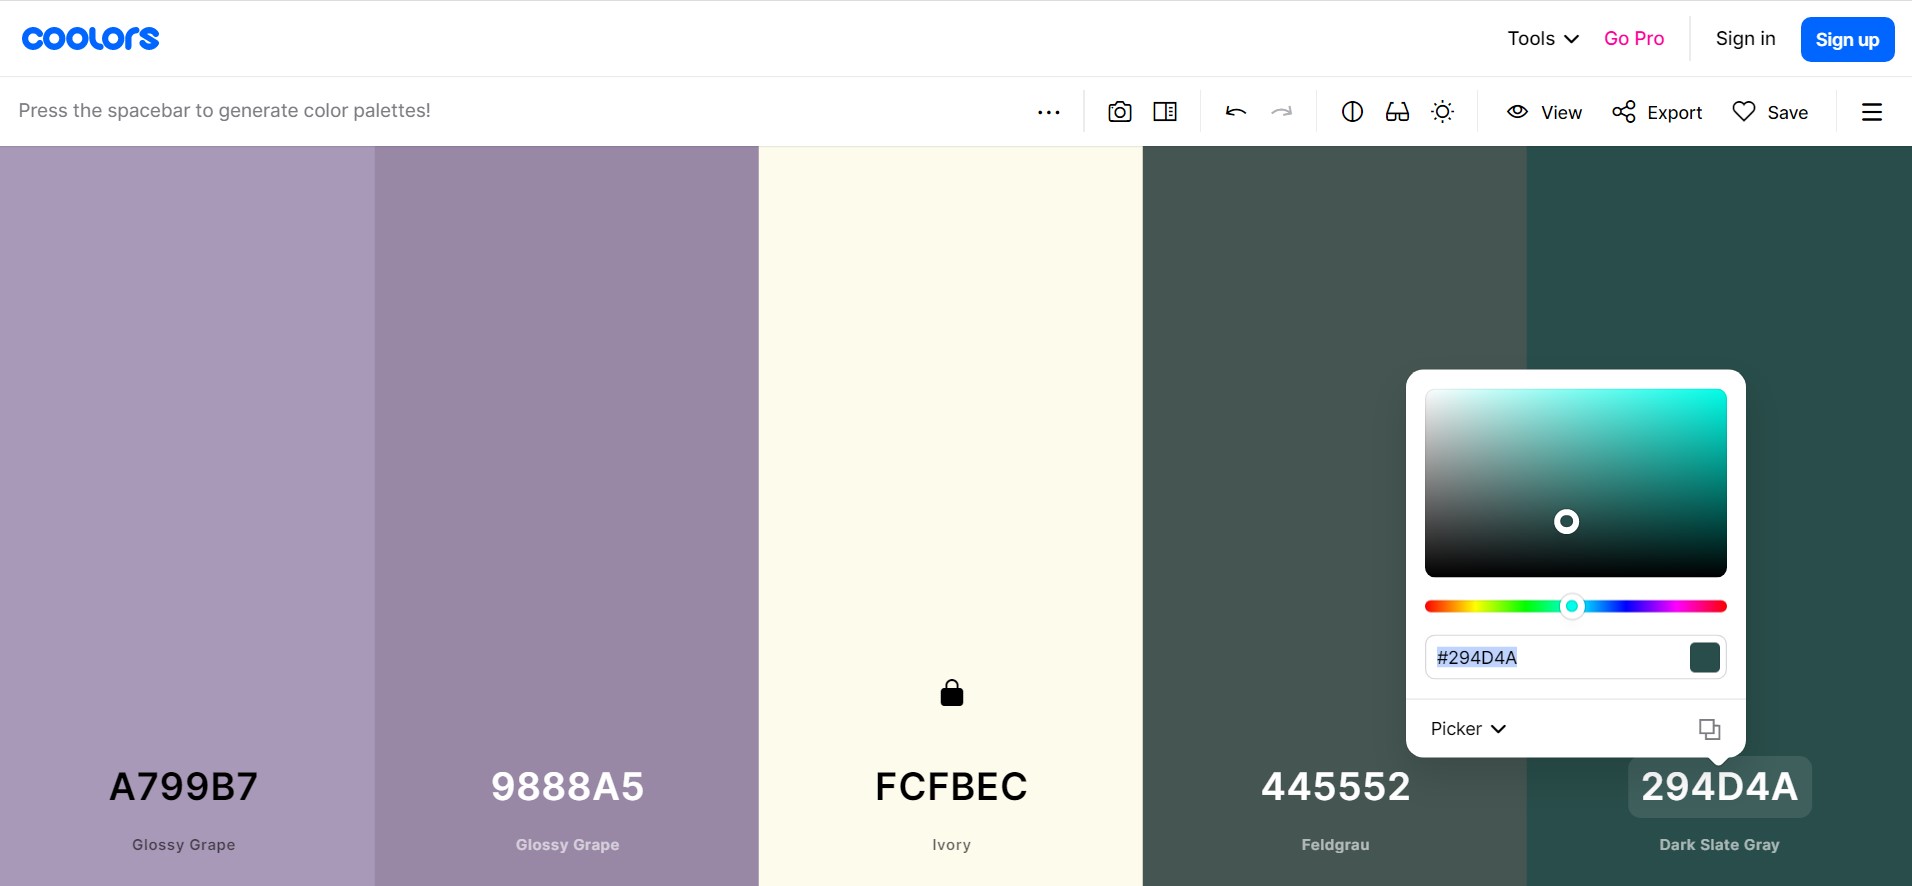 coolors
Tools Go Pro Sign in Sign up
Press the spacebar to generate color palettes!
View Export Save
#294D4A
Picker
A799B7 9888A5 FCFBEC 445552 294D4A
Glossy Grape Glossy Grape Ivory Feldgrau Dark Slate Gray